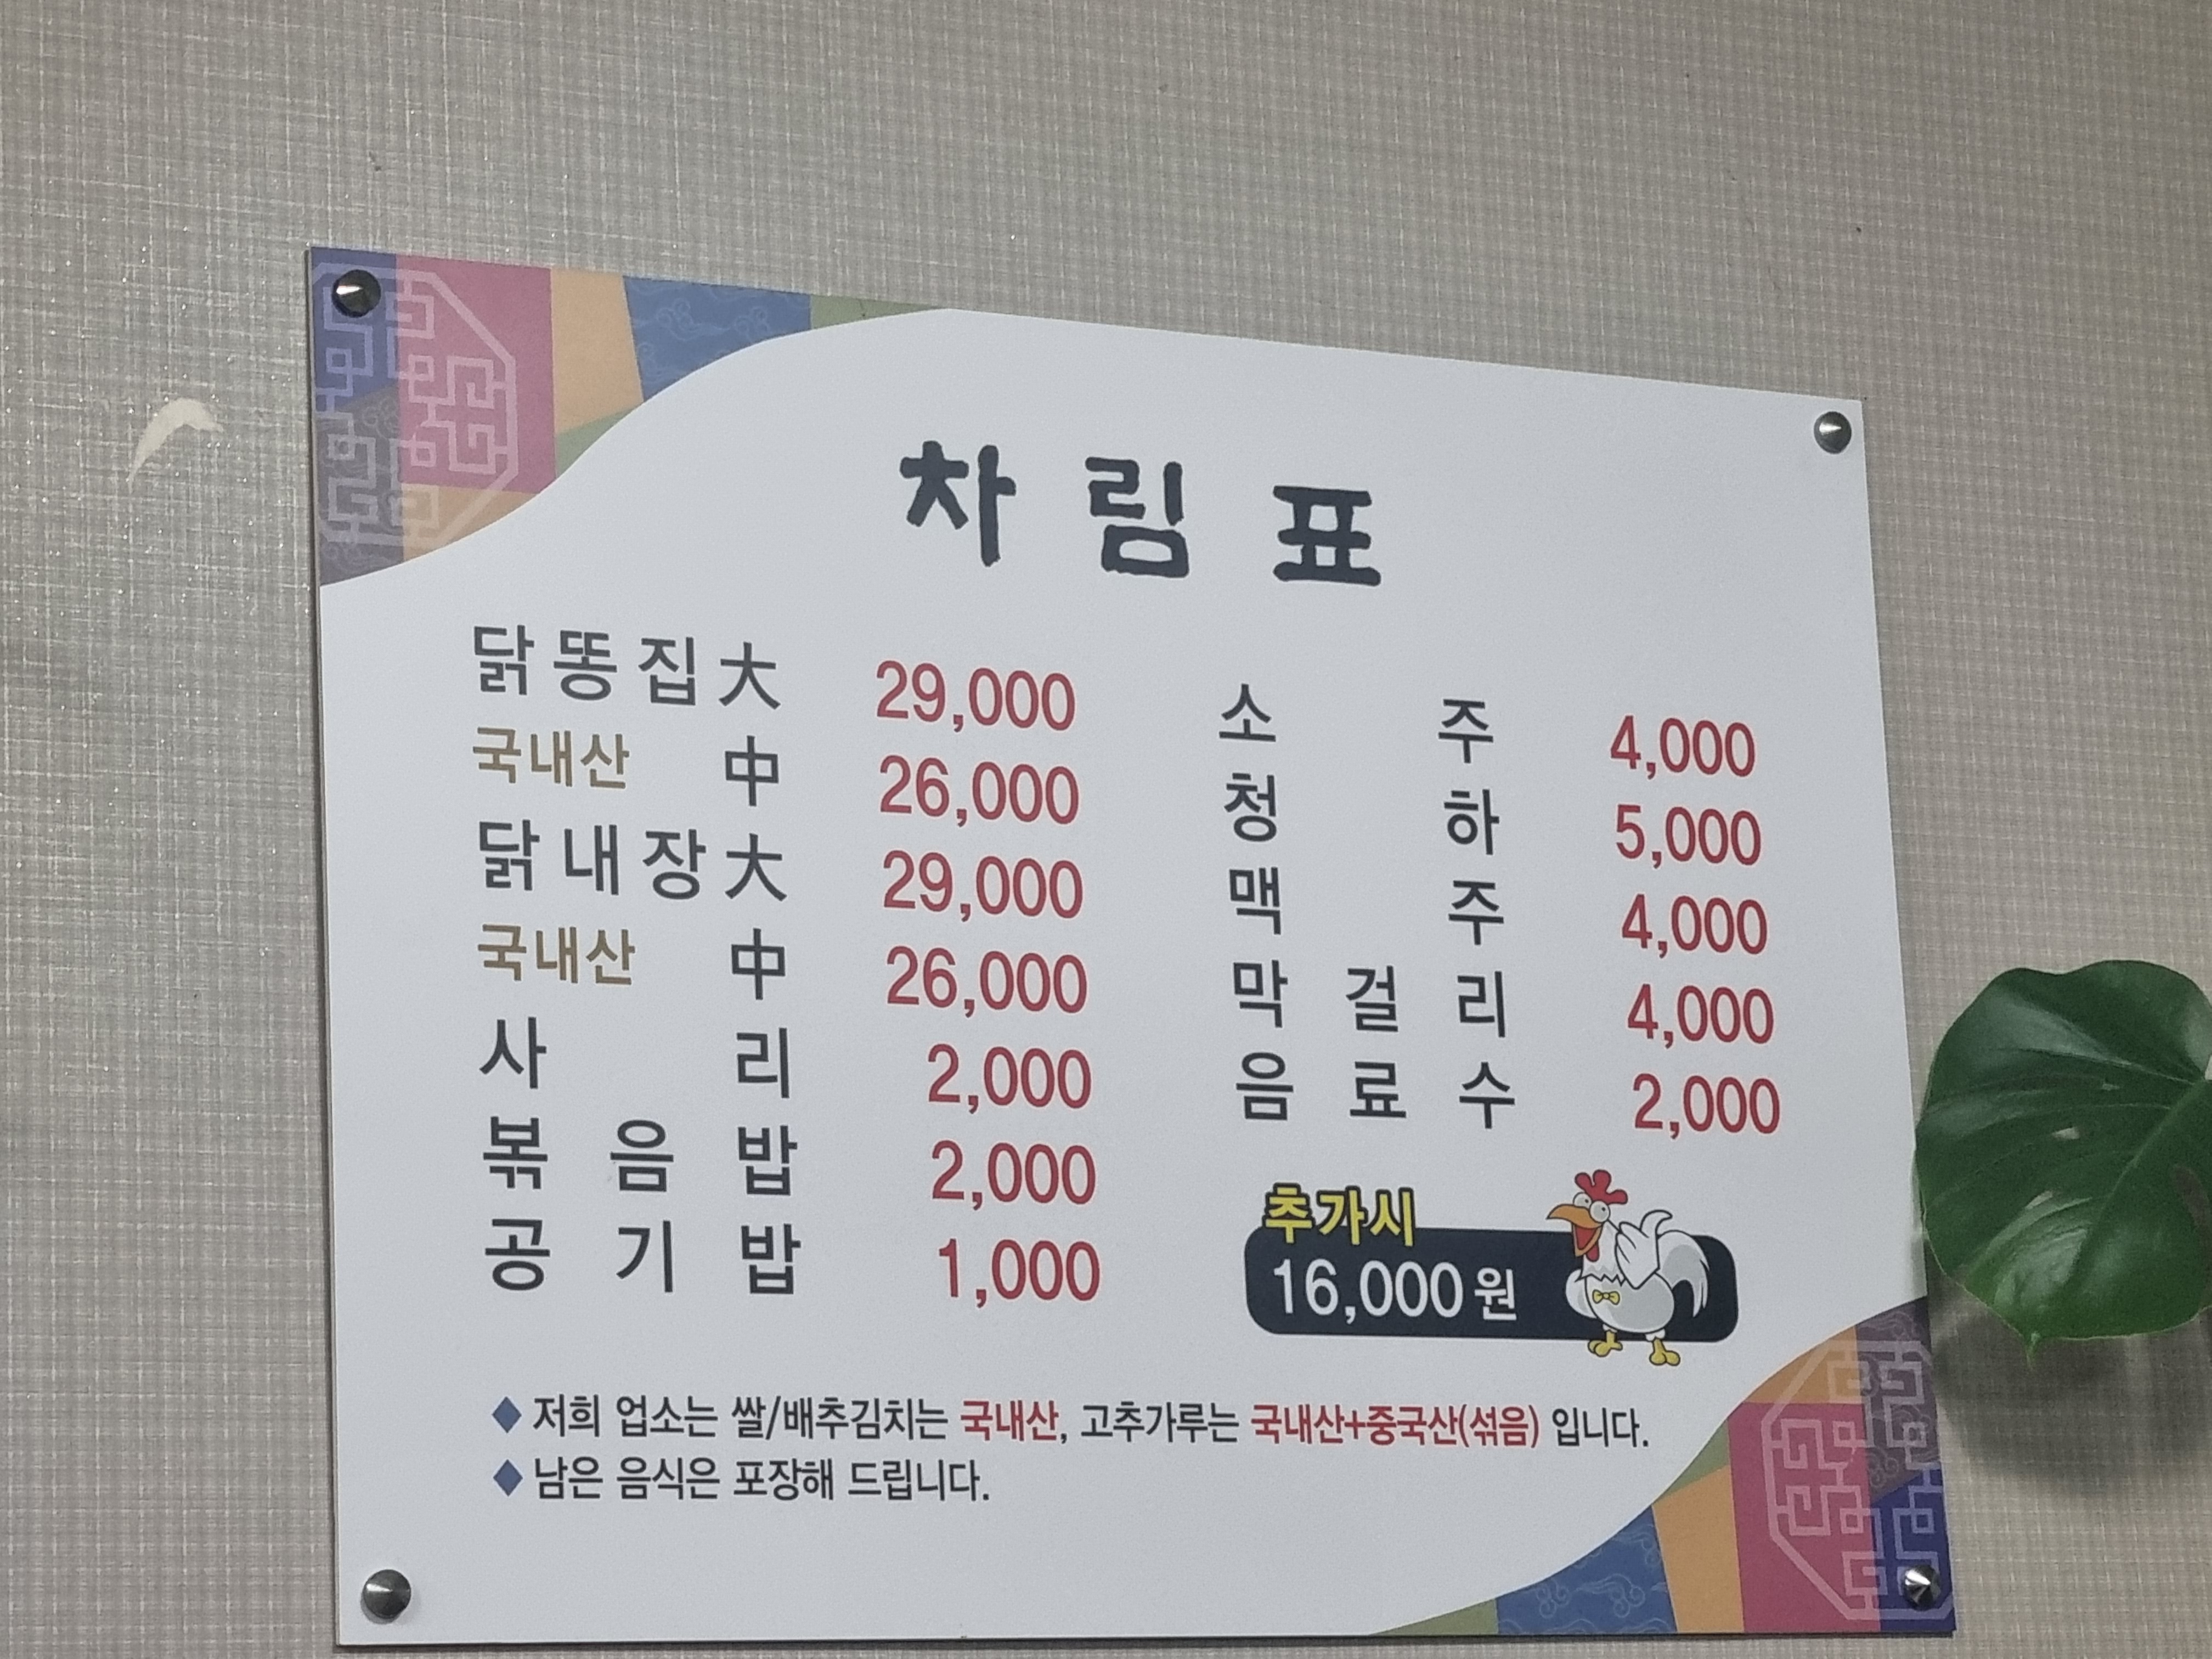 차림표
닭똥집 大 29,000
국내산 中 26,000
닭내장 大 29,000
국내산 中 26,000
사리 2,000
볶음밥 2,000
공기밥 1,000
소주 4,000
청하 5,000
맥주 4,000
막걸리 4,000
음료수 2,000
추가시
16,000원
저희 업소는 쌀/배추김치는 국내산, 고추가루는 국내산+중국산(섞음) 입니다.
남은 음식은 포장해 드립니다.